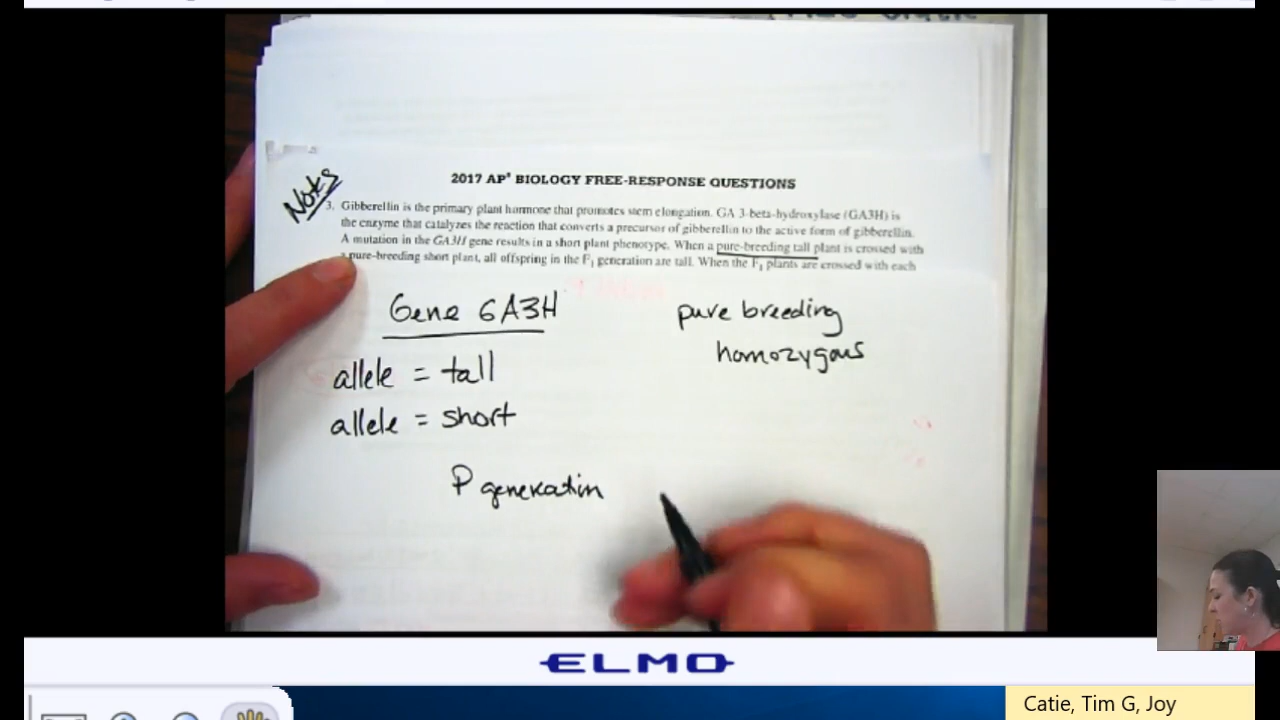 Notes
2017 AP® BIOLOGY FREE-RESPONSE QUESTIONS
3. Gibberellin is the primary plant hormone that promotes stem elongation. GA 3-beta-hydroxylase (GA3H) is
the enzyme that catalyzes the reaction that converts a precursor of gibberellin to the active form of gibberellin.
A mutation in the GA3H gene results in a short plant phenotype. When a pure-breeding tall plant is crossed with
a pure-breeding short plant, all offspring in the F1 generation are tall. When the F1 plants are crossed with each
Gene GA3H
allele = tall
allele = short
pure breeding
homozygous
P generation
ELMO
Catie, Tim G, Joy